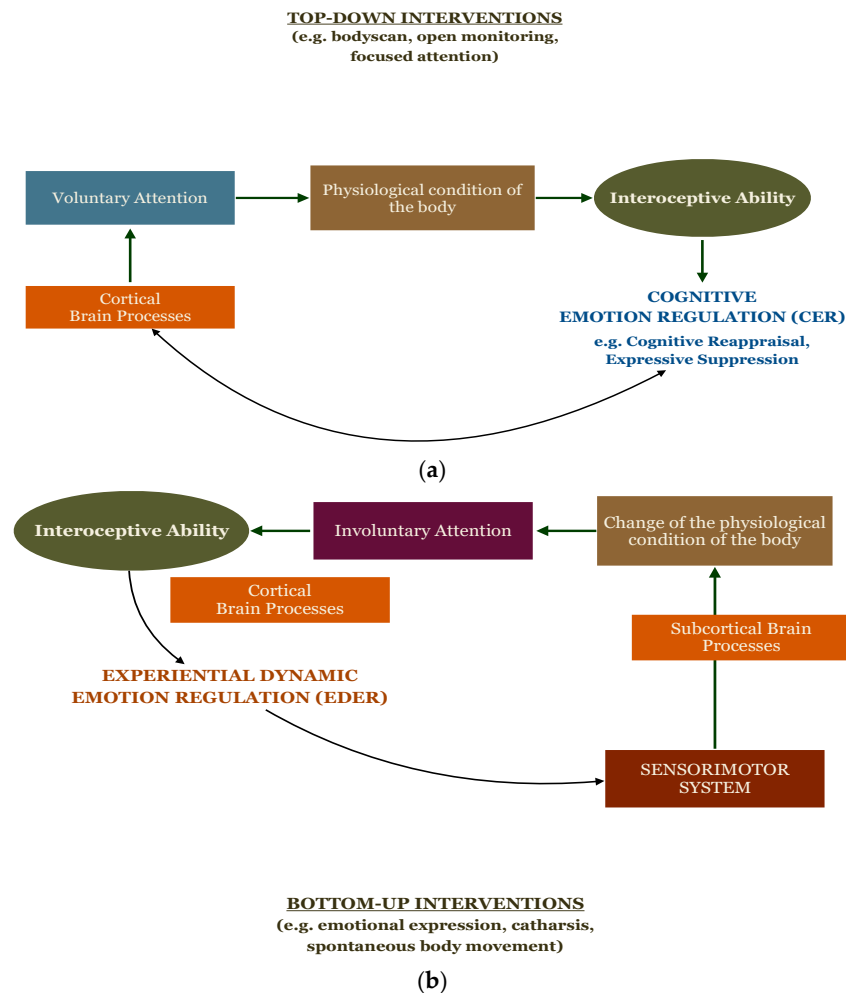 TOP-DOWN INTERVENTIONS
(e.g. bodyscan, open monitoring,
focused attention)
Voluntary Attention
Physiological condition of
the body
Interoceptive Ability
Cortical
Brain Processes
COGNITIVE
EMOTION REGULATION (CER)
e.g. Cognitive Reappraisal,
Expressive Suppression
(a)
Interoceptive Ability
Involuntary Attention
Change of the physiological
condition of the body
Cortical
Brain Processes
Subcortical Brain
Processes
EXPERIENTIAL DYNAMIC
EMOTION REGULATION (EDER)
SENSORIMOTOR
SYSTEM
BOTTOM-UP INTERVENTIONS
(e.g. emotional expression, catharsis,
spontaneous body movement)
(b)